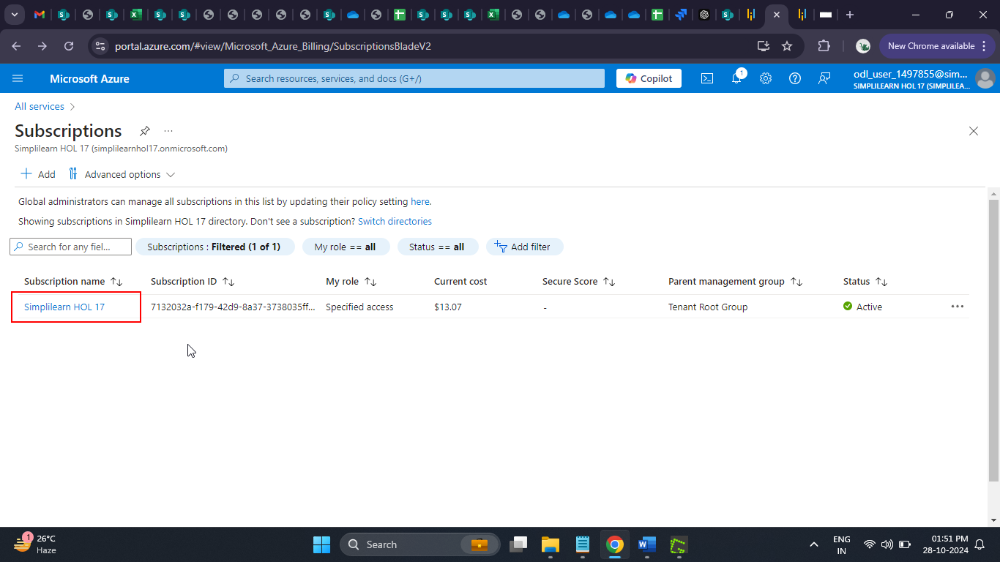 portal.azure.com/#view/Microsoft_Azure_Billing/SubscriptionsBladeV2
New Chrome available
Microsoft Azure
Search resources, services, and docs (G+/)
Copilot
1
odl_user_1497855@sim...
SIMPLILEARN HOL 17 (SIMPLILEA...
All services
Subscriptions
Simplilearn HOL 17 (simplilearnhol17.onmicrosoft.com)
Add
Advanced options
Global administrators can manage all subscriptions in this list by updating their policy setting here.
Showing subscriptions in Simplilearn HOL 17 directory. Don't see a subscription? Switch directories
Search for any fiel...
Subscriptions : Filtered (1 of 1)
My role == all
Status == all
Add filter
Subscription name Subscription ID My role Current cost Secure Score Parent management group Status
Simplilearn HOL 17 7132032a-f179-42d9-8a37-3738035ff... Specified access $13.07 - Tenant Root Group Active
1
26°C
Haze
Search
ENG
IN
01:51 PM
28-10-2024